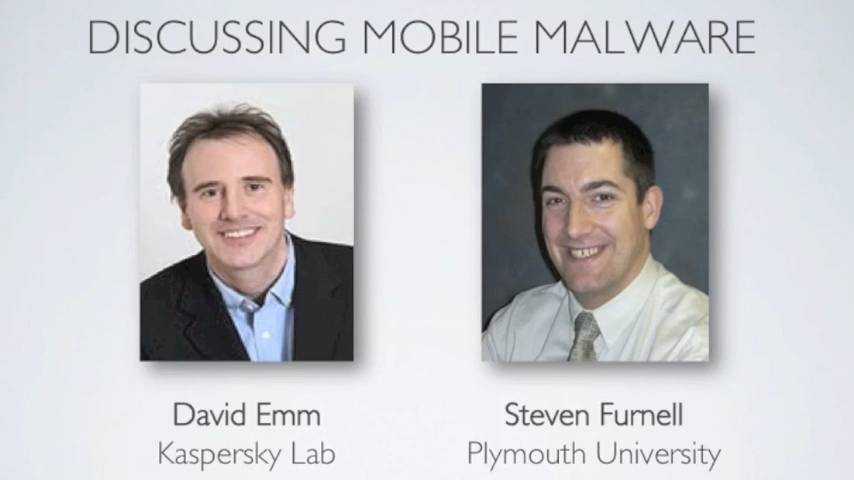 DISCUSSING MOBILE MALWARE
David Emm
Kaspersky Lab
Steven Furnell
Plymouth University